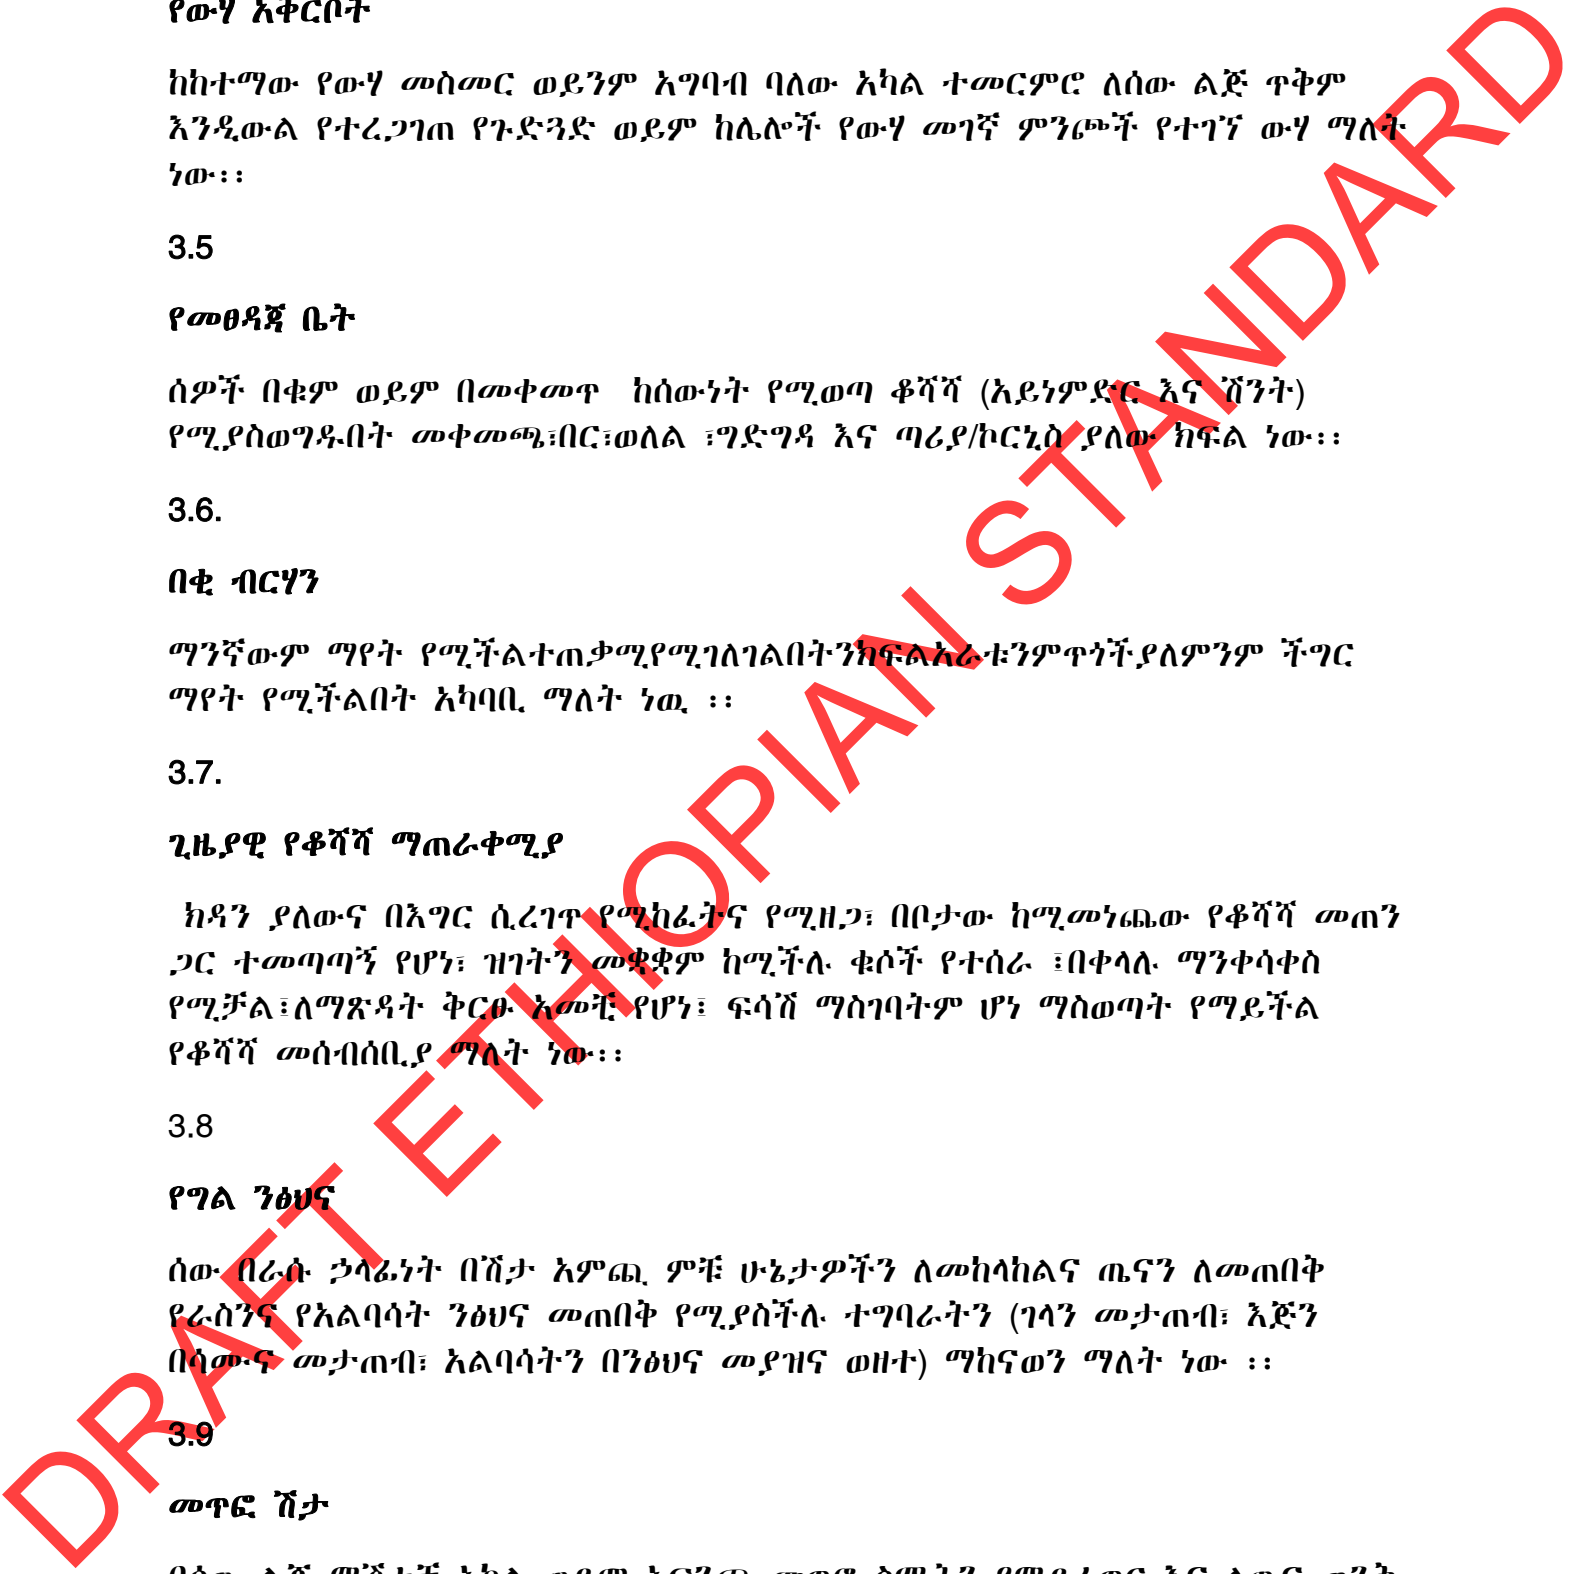 የውሃ አቅርቦት
ከከተማው የውሃ መስመር ወይንም አግባብ ባለው አካል ተመርምሮ ለሰው ልጅ ጥቅም
እንዲውል የተረጋገጠ የጉድጓድ ወይም ከሌሎች የውሃ መገኛ ምንጮች የተገኘ ውሃ ማለት
ነው፡፡
3.5
የመፀዳጃ ቤት
ሰዎች በቁም ወይም በመቀመጥ ከሰውነት የሚወጣ ቆሻሻ (አይነምድር እና ሽንት)
የሚያስወግዱበት መቀመጫ፣በር፣ወለል ፣ግድግዳ እና ጣሪያ/ኮርኒስ ያለው ክፍል ነው፡፡
3.6.
በቂ ብርሃን
ማንኛውም ማየት የሚችልተጠቃሚየሚገለገልበትንክፍልአራቱንምጥጎችያለምንም ችግር
ማየት የሚችልበት አካባቢ ማለት ነዉ ፡፡
3.7.
ጊዜያዊ የቆሻሻ ማጠራቀሚያ
ክዳን ያለውና በእግር ሲረገጥ የሚከፈትና የሚዘጋ፣ በቦታው ከሚመነጨው የቆሻሻ መጠን
ጋር ተመጣጣኝ የሆነ፣ ዝገትን መቋቋም ከሚችሉ ቁሶች የተሰራ ፤በቀላሉ ማንቀሳቀስ
የሚቻል፤ለማጽዳት ቅርፁ አመቺ የሆነ፤ ፍሳሽ ማስገባትም ሆነ ማስወጣት የማይችል
የቆሻሻ መሰብሰቢያ ማለት ነው፡፡
3.8
የግል ንፅህና
ሰው በራሱ ኃላፊነት በሽታ አምጪ ምቹ ሁኔታዎችን ለመከላከልና ጤናን ለመጠበቅ
የራስንና የአልባሳት ንፅህና መጠበቅ የሚያስችሉ ተግባራትን (ገላን መታጠብ፣ እጅን
በሳሙና መታጠብ፣ አልባሳትን በንፅህና መያዝና ወዘተ) ማከናወን ማለት ነው ፡፡
3.9
መጥፎ ሽታ
DRAFT ETHIOPIAN STANDARD